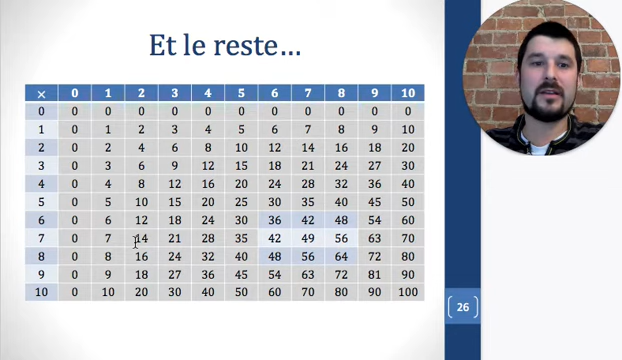 Et le reste...
× 0 1 2 3 4 5 6 7 8 9 10
0 0 0 0 0 0 0 0 0 0 0 0
1 0 1 2 3 4 5 6 7 8 9 10
2 0 2 4 6 8 10 12 14 16 18 20
3 0 3 6 9 12 15 18 21 24 27 30
4 0 4 8 12 16 20 24 28 32 36 40
5 0 5 10 15 20 25 30 35 40 45 50
6 0 6 12 18 24 30 36 42 48 54 60
7 0 7 14 21 28 35 42 49 56 63 70
8 0 8 16 24 32 40 48 56 64 72 80
9 0 9 18 27 36 45 54 63 72 81 90
10 0 10 20 30 40 50 60 70 80 90 100
26